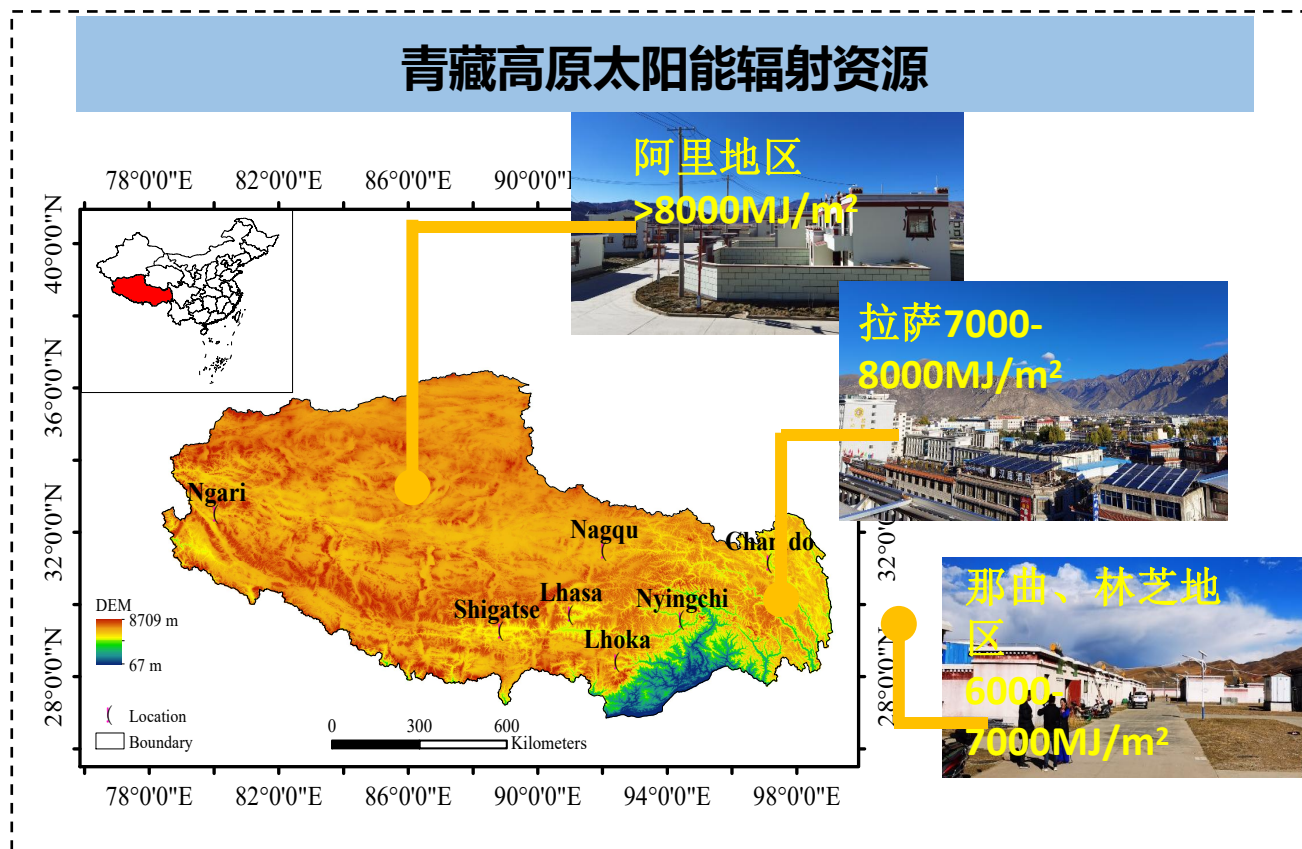 青藏高原太阳能辐射资源
阿里地区
>8000MJ/m²
拉萨7000-
8000MJ/m²
那曲、林芝地
区
6000-
7000MJ/m²
78°0'0"E 82°0'0"E 86°0'0"E 90°0'0"E
40°0'0"N
36°0'0"N
32°0'0"N
28°0'0"N
Ngari
Nagqu
Chamdo
Lhasa
Nyingchi
Shigatse
Lhoka
DEM
8709 m
67 m
Location
Boundary
0 300 600
Kilometers
32°0'0"
28°0'0"N
78°0'0"E 82°0'0"E 86°0'0"E 90°0'0"E 94°0'0"E 98°0'0"E